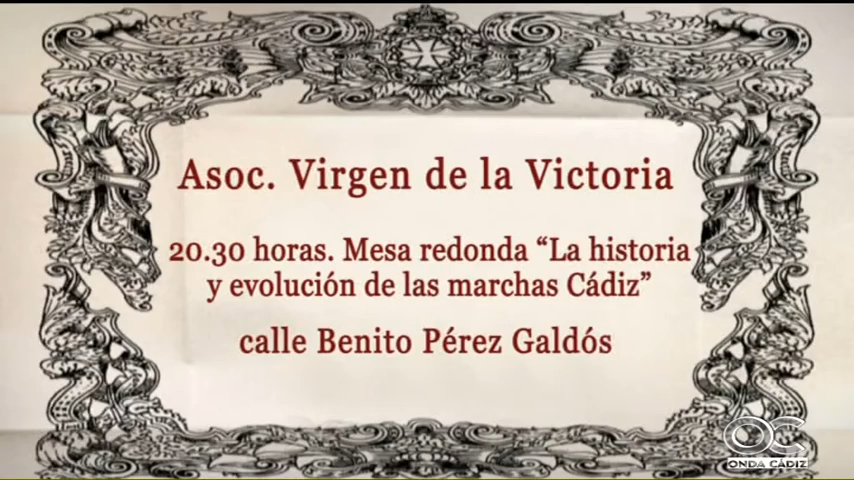 Asoc. Virgen de la Victoria
20.30 horas. Mesa redonda “La historia
y evolución de las marchas Cádiz”
calle Benito Pérez Galdós
OC
ONDA CÁDIZ